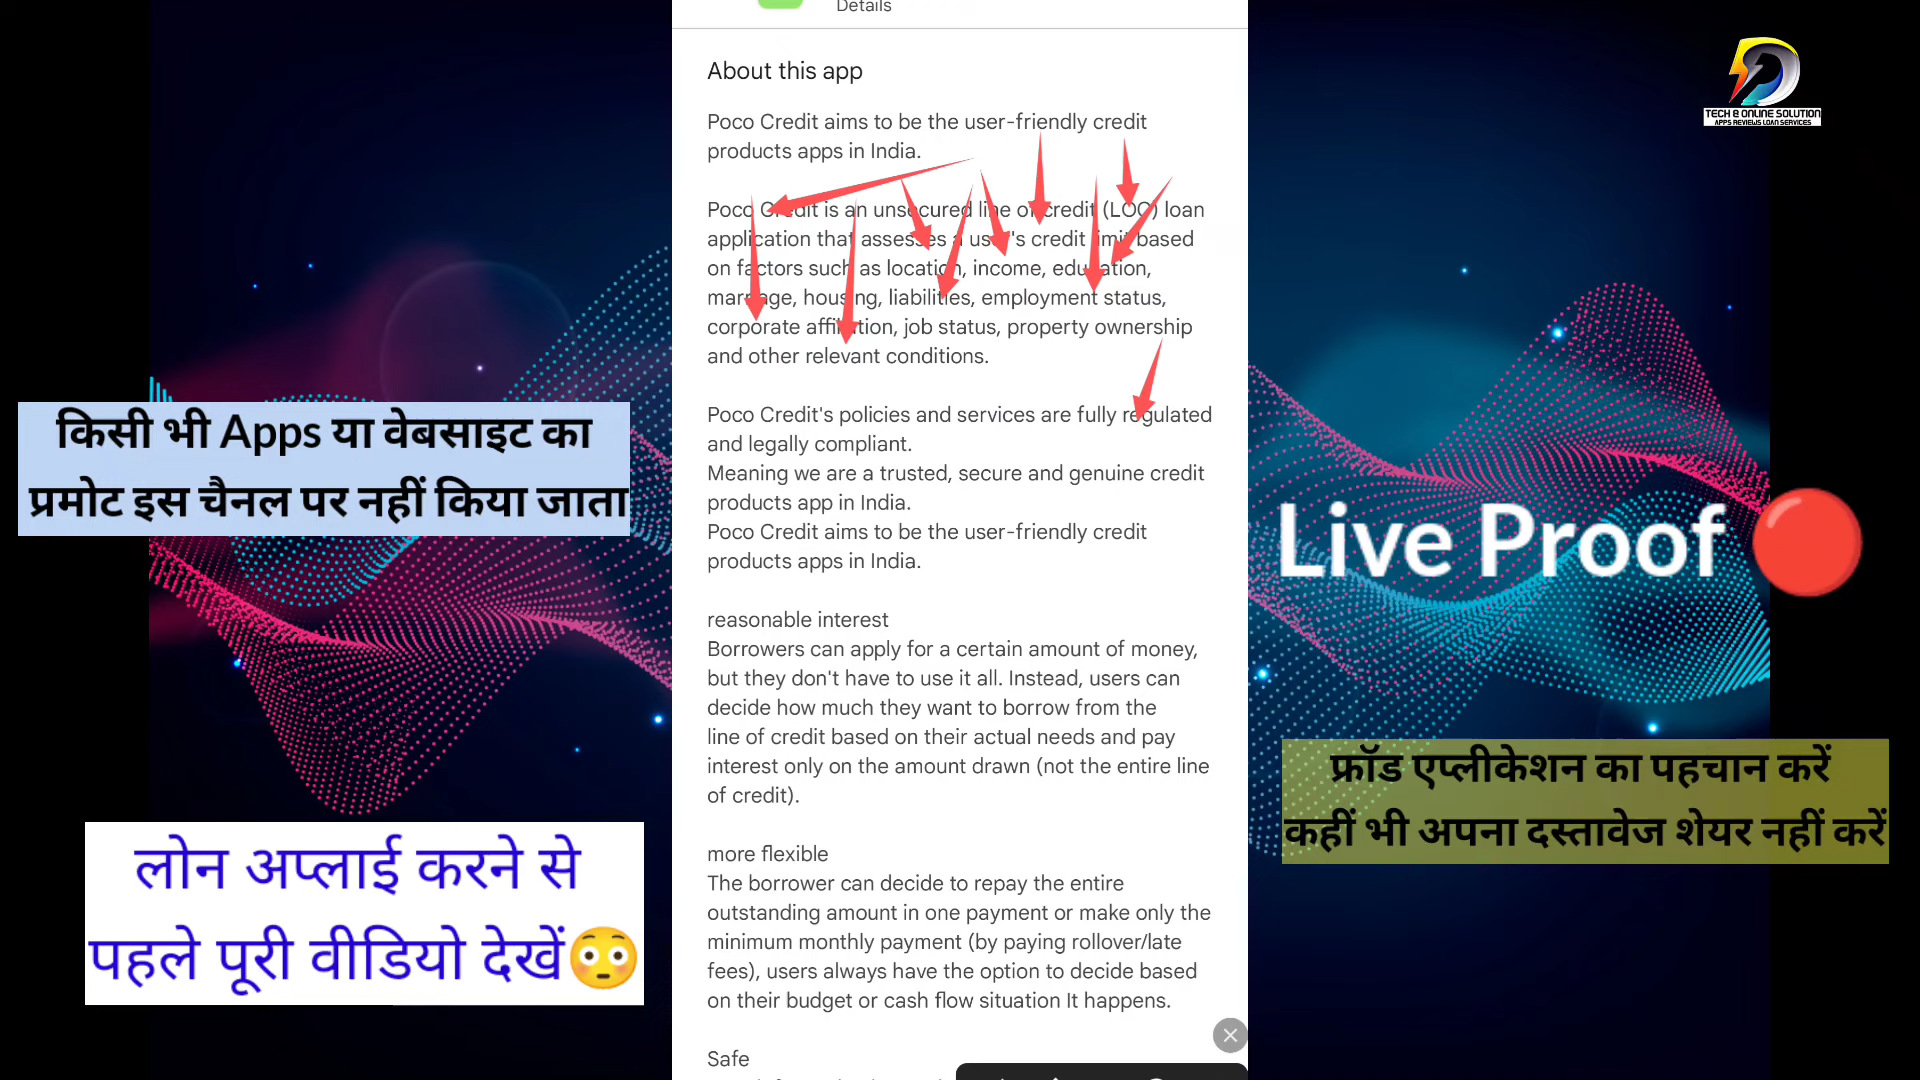 Details
About this app
Poco Credit aims to be the user-friendly credit
products apps in India.
Poco Credit is an unsecured line of credit (LOC) loan
application that assesses a user's credit limit based
on factors such as location, income, education,
marriage, housing, liabilities, employment status,
corporate affiliation, job status, property ownership
and other relevant conditions.
Poco Credit's policies and services are fully regulated
and legally compliant.
Meaning we are a trusted, secure and genuine credit
products app in India.
Poco Credit aims to be the user-friendly credit
products apps in India.
reasonable interest
Borrowers can apply for a certain amount of money,
but they don't have to use it all. Instead, users can
decide how much they want to borrow from the
line of credit based on their actual needs and pay
interest only on the amount drawn (not the entire line
of credit).
more flexible
The borrower can decide to repay the entire
outstanding amount in one payment or make only the
minimum monthly payment (by paying rollover/late
fees), users always have the option to decide based
on their budget or cash flow situation It happens.
Safe
किसी भी Apps या वेबसाइट का
प्रमोट इस चैनल पर नहीं किया जाता
लोन अप्लाई करने से
पहले पूरी वीडियो देखें
TECH & ONLINE SOLUTION
APPS REVIEWS LOAN SERVICES
Live Proof
फ्रॉड एप्लीकेशन का पहचान करें
कहीं भी अपना दस्तावेज शेयर नहीं करें